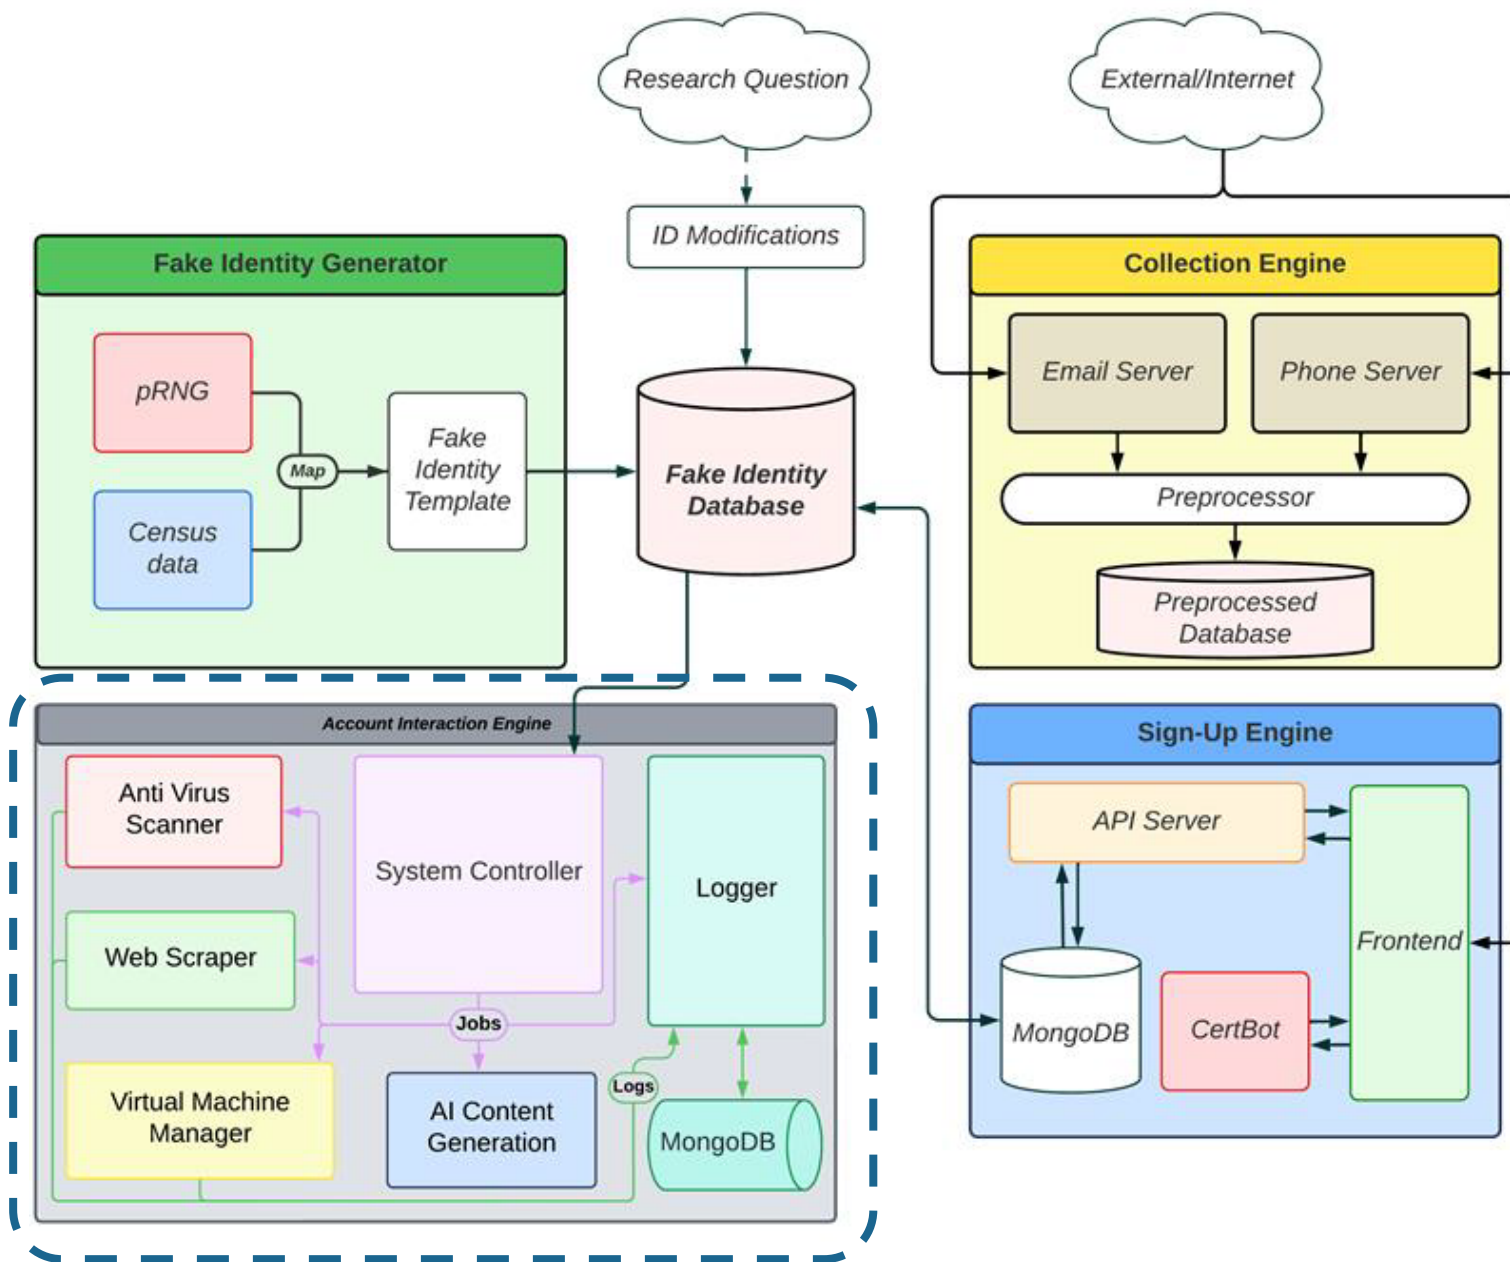 Research Question
External/Internet
ID Modifications
Fake Identity Generator
pRNG
Census
data
Map
Fake
Identity
Template
Fake Identity
Database
Collection Engine
Email Server
Phone Server
Preprocessor
Preprocessed
Database
Account Interaction Engine
Anti Virus
Scanner
System Controller
Logger
Web Scraper
Jobs
Virtual Machine
Manager
AI Content
Generation
Logs
MongoDB
Sign-Up Engine
API Server
Frontend
MongoDB
CertBot